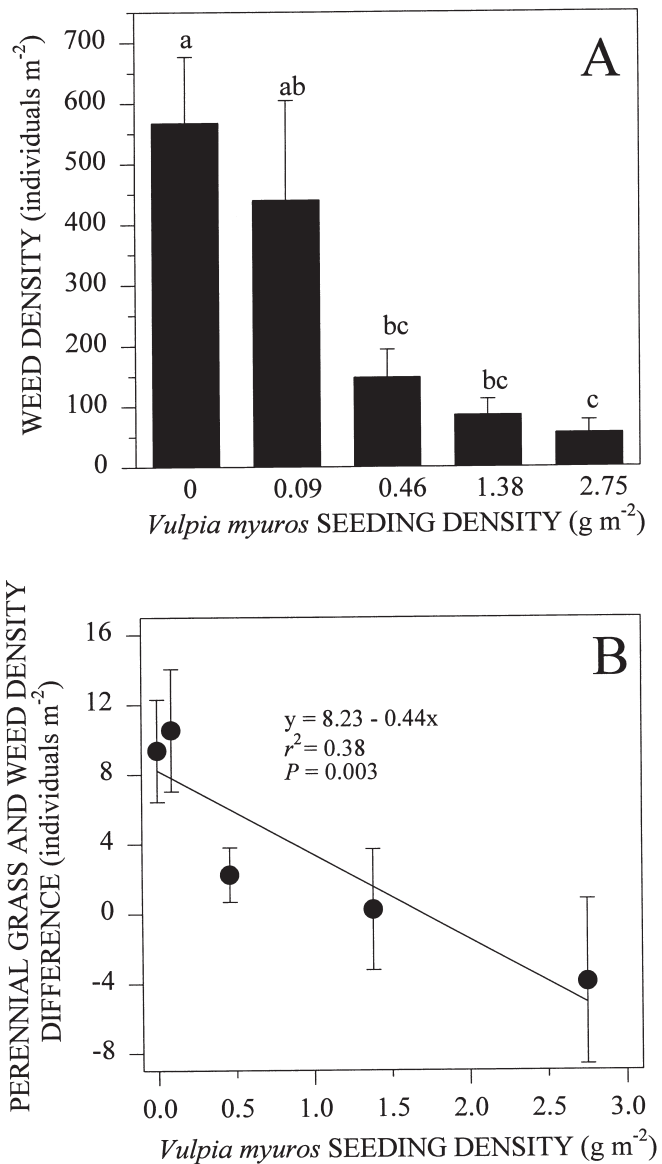 A
WEED DENSITY (individuals m-2)
700
600
500
400
300
200
100
0
a
ab
bc
bc
c
0 0.09 0.46 1.38 2.75
Vulpia myuros SEEDING DENSITY (g m-2)
B
PERENNIAL GRASS AND WEED DENSITY
DIFFERENCE (individuals m-2)
16
12
8
4
0
-4
-8
y = 8.23 - 0.44x
r2 = 0.38
P = 0.003
0.0 0.5 1.0 1.5 2.0 2.5 3.0
Vulpia myuros SEEDING DENSITY (g m-2)